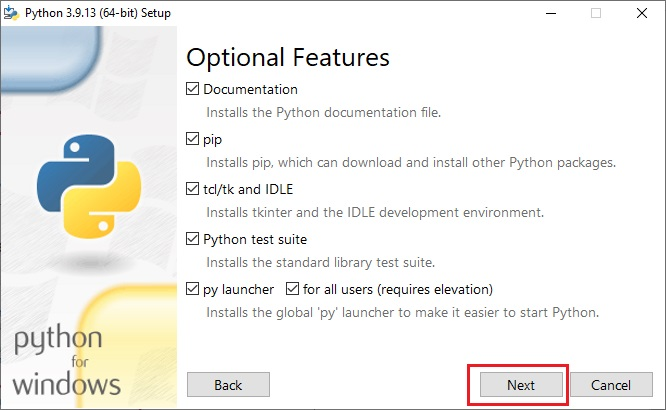 Python 3.9.13 (64-bit) Setup
Optional Features
Documentation
Installs the Python documentation file.
pip
Installs pip, which can download and install other Python packages.
tcl/tk and IDLE
Installs tkinter and the IDLE development environment.
Python test suite
Installs the standard library test suite.
py launcher for all users (requires elevation)
Installs the global 'py' launcher to make it easier to start Python.
python
for
windows
Back Next Cancel